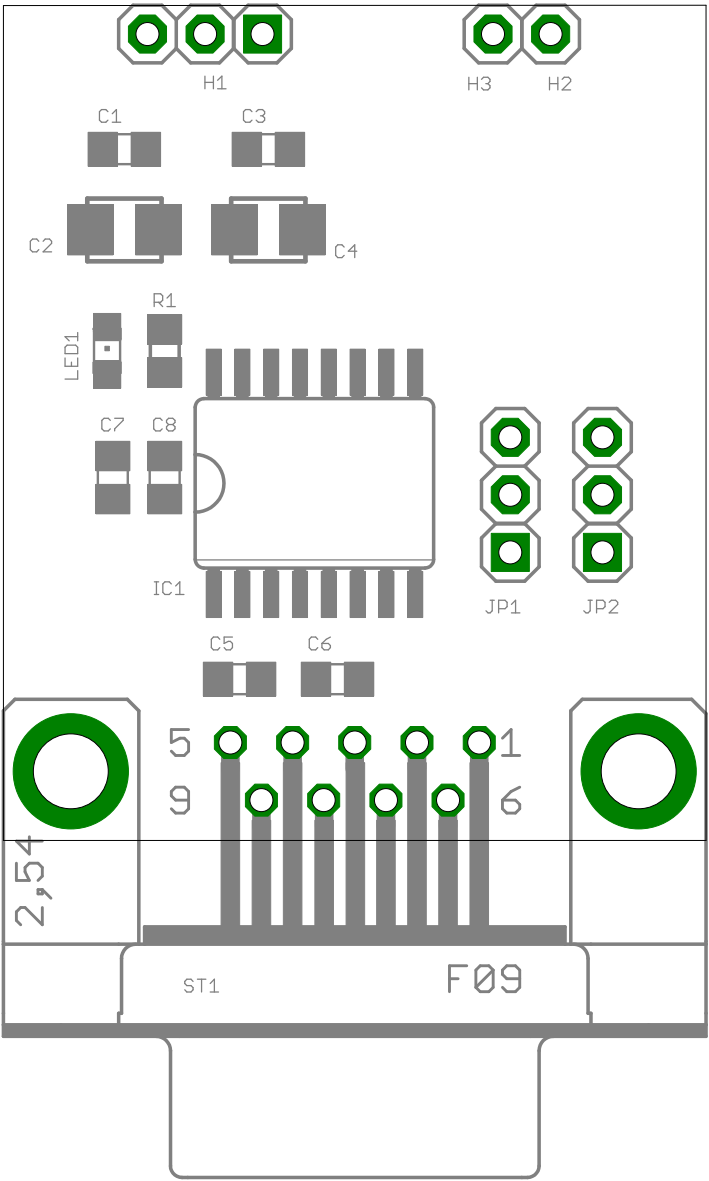 H1
H3 H2
C1 C3
C2 C4
R1
LED1
C7 C8
IC1
JP1 JP2
C5 C6
5 1
9 6
2,54
ST1 F09